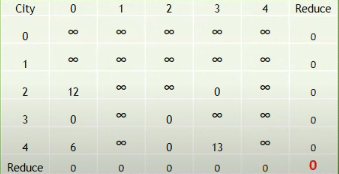 City 0 1 2 3 4 Reduce
0 ∞ ∞ ∞ ∞ ∞ 0
1 ∞ ∞ ∞ ∞ ∞ 0
2 12 ∞ ∞ 0 ∞ 0
3 0 ∞ 0 ∞ ∞ 0
4 6 ∞ 0 13 ∞ 0
Reduce 0 0 0 0 0 0